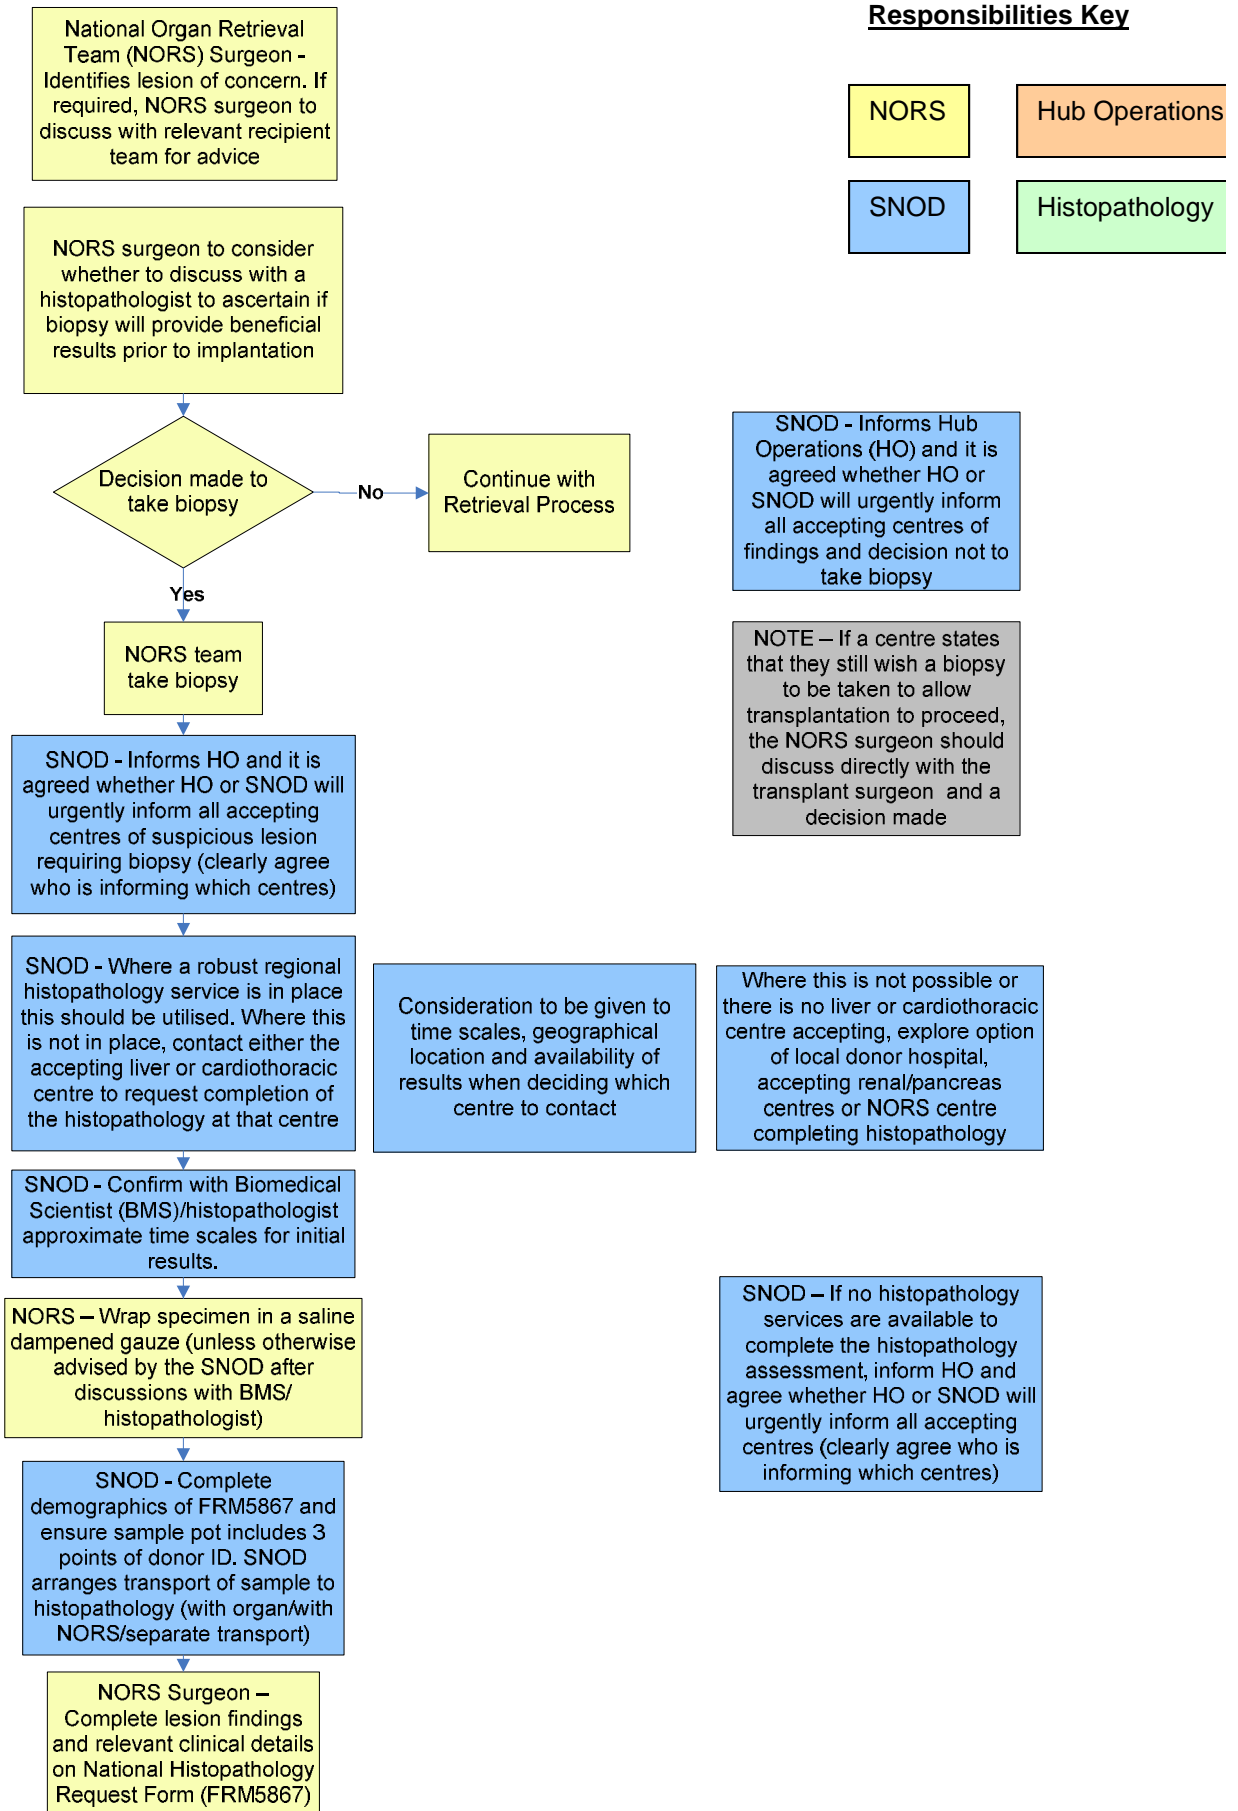 Responsibilities Key
NORS
Hub Operations
SNOD
Histopathology
National Organ Retrieval
Team (NORS) Surgeon -
Identifies lesion of concern. If
required, NORS surgeon to
discuss with relevant recipient
team for advice
NORS surgeon to consider
whether to discuss with a
histopathologist to ascertain if
biopsy will provide beneficial
results prior to implantation
Decision made to
take biopsy
No
Continue with
Retrieval Process
SNOD - Informs Hub
Operations (HO) and it is
agreed whether HO or
SNOD will urgently inform
all accepting centres of
findings and decision not to
take biopsy
Yes
NORS team
take biopsy
NOTE – If a centre states
that they still wish a biopsy
to be taken to allow
transplantation to proceed,
the NORS surgeon should
discuss directly with the
transplant surgeon and a
decision made
SNOD - Informs HO and it is
agreed whether HO or SNOD will
urgently inform all accepting
centres of suspicious lesion
requiring biopsy (clearly agree
who is informing which centres)
SNOD - Where a robust regional
histopathology service is in place
this should be utilised. Where this
is not in place, contact either the
accepting liver or cardiothoracic
centre to request completion of
the histopathology at that centre
Consideration to be given to
time scales, geographical
location and availability of
results when deciding which
centre to contact
Where this is not possible or
there is no liver or cardiothoracic
centre accepting, explore option
of local donor hospital,
accepting renal/pancreas
centres or NORS centre
completing histopathology
SNOD - Confirm with Biomedical
Scientist (BMS)/histopathologist
approximate time scales for initial
results.
NORS – Wrap specimen in a saline
dampened gauze (unless otherwise
advised by the SNOD after
discussions with BMS/
histopathologist)
SNOD – If no histopathology
services are available to
complete the histopathology
assessment, inform HO and
agree whether HO or SNOD will
urgently inform all accepting
centres (clearly agree who is
informing which centres)
SNOD - Complete
demographics of FRM5867 and
ensure sample pot includes 3
points of donor ID. SNOD
arranges transport of sample to
histopathology (with organ/with
NORS/separate transport)
NORS Surgeon –
Complete lesion findings
and relevant clinical details
on National Histopathology
Request Form (FRM5867)